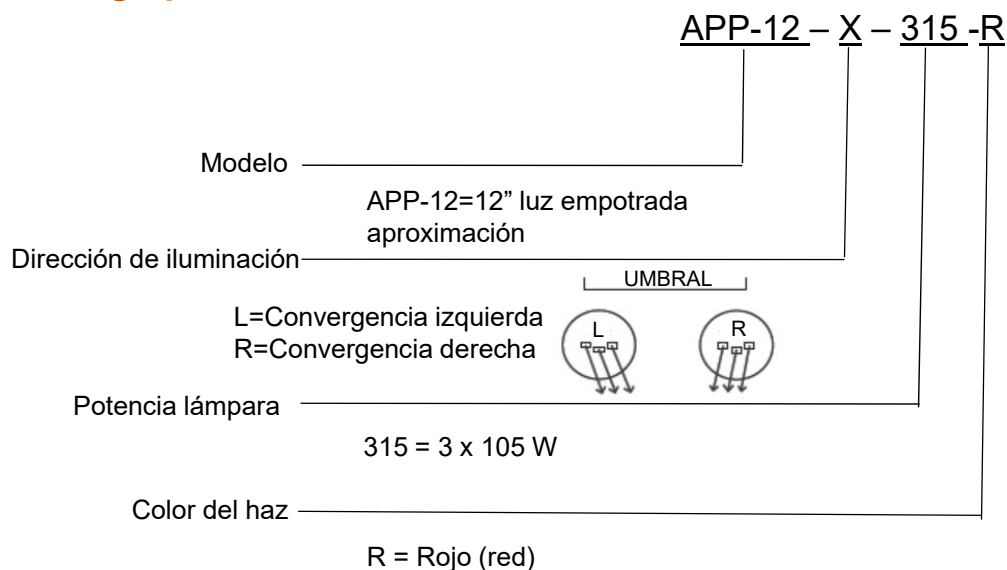 APP-12 – X – 315 -R
Modelo
APP-12=12” luz empotrada
aproximación
Dirección de iluminación
UMBRAL
L=Convergencia izquierda
R=Convergencia derecha
L
R
Potencia lámpara
315 = 3 x 105 W
Color del haz
R = Rojo (red)